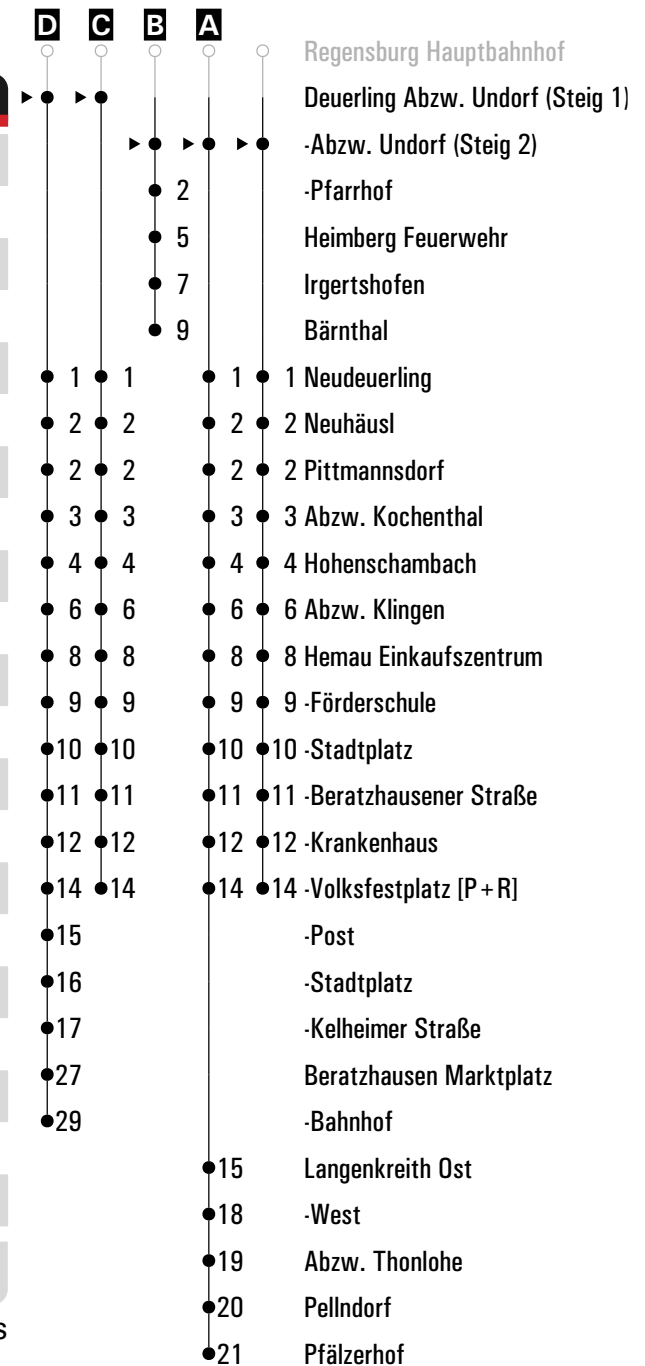 D C B A
Regensburg Hauptbahnhof
Deuerling Abzw. Undorf (Steig 1)
-Abzw. Undorf (Steig 2)
2 -Pfarrhof
5 Heimberg Feuerwehr
7 Irgertshofen
9 Bärnthal
1 1 1 1 Neudeuerling
2 2 2 2 Neuhäusl
2 2 2 2 Pittmannsdorf
3 3 3 3 Abzw. Kochenthal
4 4 4 4 Hohenschambach
6 6 6 6 Abzw. Klingen
8 8 8 8 Hemau Einkaufszentrum
9 9 9 9 -Förderschule
10 10 10 10 -Stadtplatz
11 11 11 11 -Beratzhausener Straße
12 12 12 12 -Krankenhaus
14 14 14 14 -Volksfestplatz [P+R]
15 -Post
16 -Stadtplatz
17 -Kelheimer Straße
27 Beratzhausen Marktplatz
29 -Bahnhof
15 Langenkreith Ost
18 -West
19 Abzw. Thonlohe
20 Pellndorf
s
21 Pfälzerhof